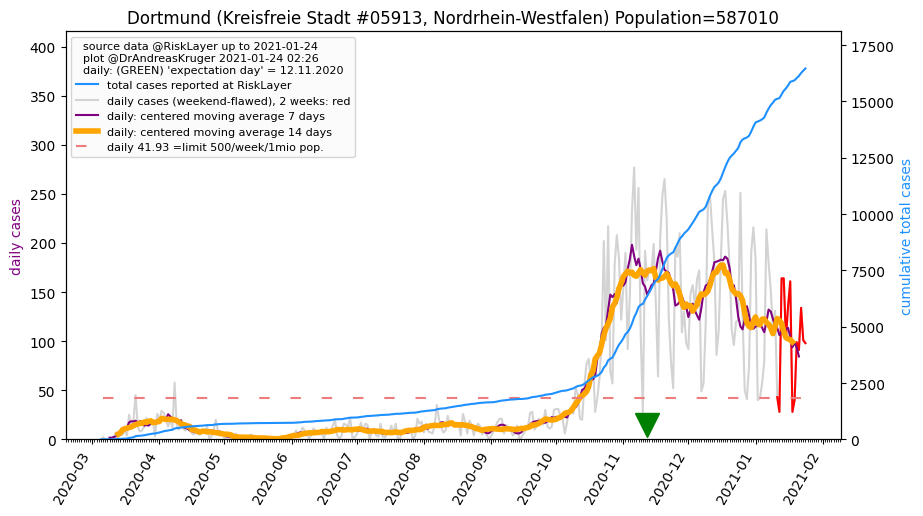 Dortmund (Kreisfreie Stadt #05913, Nordrhein-Westfalen) Population=587010
source data @RiskLayer up to 2021-01-24
plot @DrAndreasKruger 2021-01-24 02:26
daily: (GREEN) 'expectation day' = 12.11.2020
total cases reported at RiskLayer
daily cases (weekend-flawed), 2 weeks: red
daily: centered moving average 7 days
daily: centered moving average 14 days
daily 41.93 =limit 500/week/1mio pop.
daily cases
400
350
300
250
200
150
100
50
0
cumulative total cases
17500
15000
12500
10000
7500
5000
2500
0
2020-03
2020-04
2020-05
2020-06
2020-07
2020-08
2020-09
2020-10
2020-11
2020-12
2021-01
2021-02